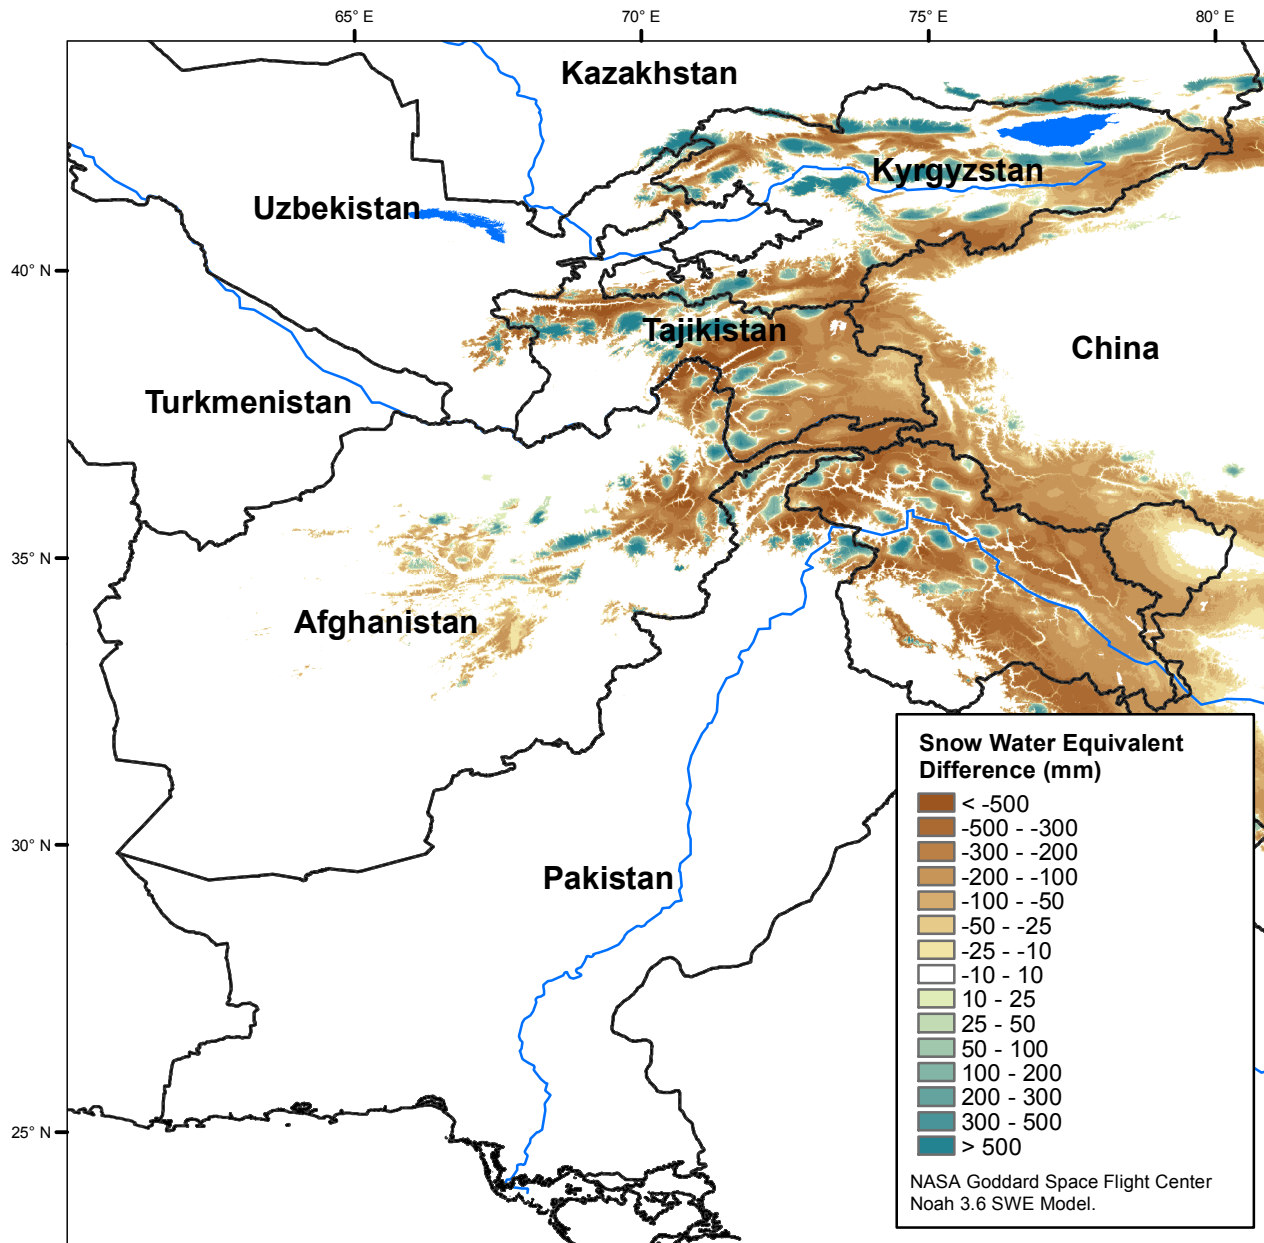 65° E
70° E
75° E
80° E
Kazakhstan
Kyrgyzstan
Uzbekistan
40° N
Tajikistan
China
Turkmenistan
35° N
Afghanistan
Snow Water Equivalent
Difference (mm)
< -500
-500 - -300
-300 - -200
-200 - -100
-100 - -50
-50 - -25
-25 - -10
-10 - 10
10 - 25
25 - 50
50 - 100
100 - 200
200 - 300
300 - 500
> 500
NASA Goddard Space Flight Center
Noah 3.6 SWE Model.
30° N
Pakistan
25° N